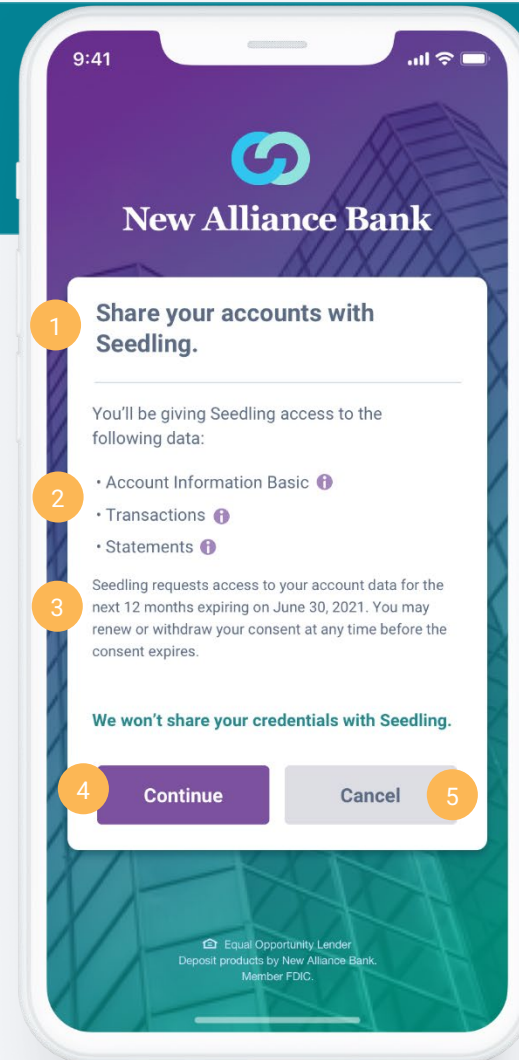 9:41
New Alliance Bank
1
Share your accounts with
Seedling.
You’ll be giving Seedling access to the
following data:
2
• Account Information Basic i
• Transactions i
• Statements i
3
Seedling requests access to your account data for the
next 12 months expiring on June 30, 2021. You may
renew or withdraw your consent at any time before the
consent expires.
We won’t share your credentials with Seedling.
4 Continue Cancel 5
Equal Opportunity Lender
Deposit products by New Alliance Bank.
Member FDIC.